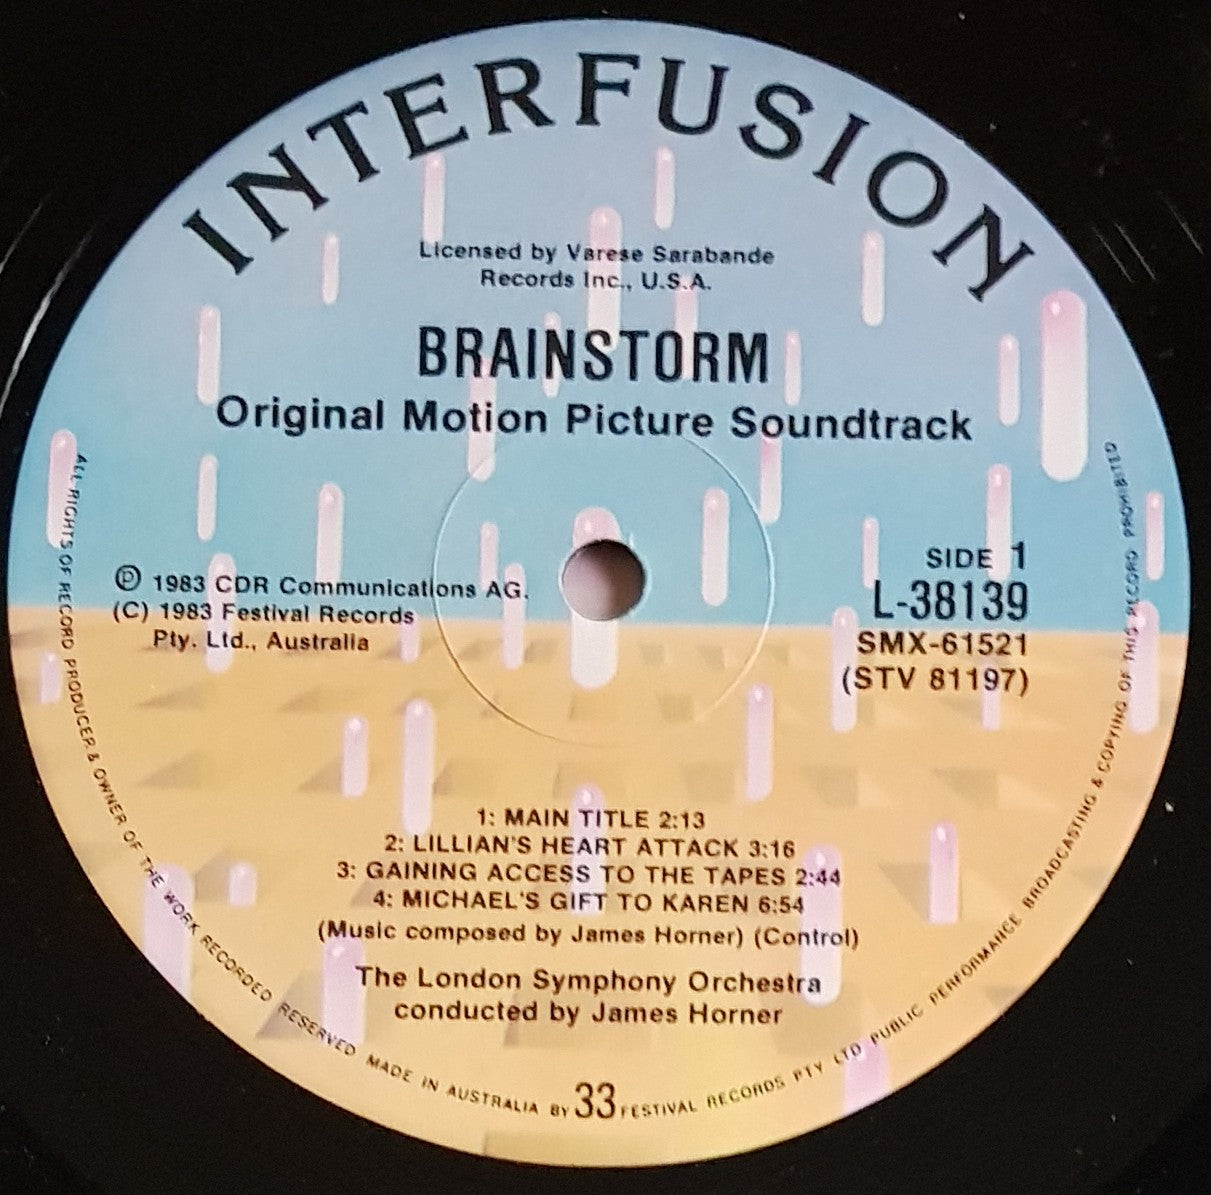 INTERFUSION
Licensed by Varese Sarabande
Records Inc., U.S.A.
BRAINSTORM
Original Motion Picture Soundtrack
Ⓟ 1983 CDR Communications AG.
(C) 1983 Festival Records
Pty. Ltd., Australia
SIDE 1
L-38139
SMX-61521
(STV 81197)
1: MAIN TITLE 2:13
2: LILLIAN'S HEART ATTACK 3:16
3: GAINING ACCESS TO THE TAPES 2:44
4: MICHAEL'S GIFT TO KAREN 6:54
(Music composed by James Horner) (Control)
The London Symphony Orchestra
conducted by James Horner
ALL RIGHTS OF RECORD PRODUCER & OWNER OF THE WORK RECORDED RESERVED MADE IN AUSTRALIA BY 33 FESTIVAL RECORDS PTY LTD PUBLIC PERFORMANCE BROADCASTING & COPYING OF THIS RECORD PROHIBITED